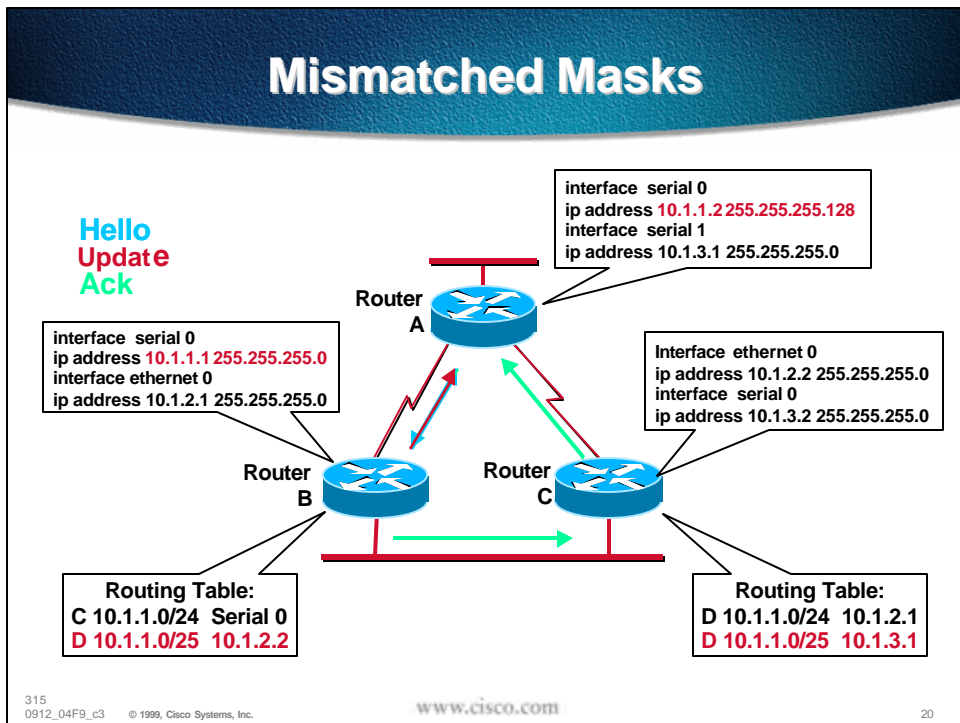 Mismatched Masks
interface serial 0
ip address 10.1.1.2 255.255.255.128
interface serial 1
ip address 10.1.3.1 255.255.255.0
Hello
Update
Ack
Router
A
interface serial 0
ip address 10.1.1.1 255.255.255.0
interface ethernet 0
ip address 10.1.2.1 255.255.255.0
Interface ethernet 0
ip address 10.1.2.2 255.255.255.0
interface serial 0
ip address 10.1.3.2 255.255.255.0
Router
B
Router
C
Routing Table:
C 10.1.1.0/24 Serial 0
D 10.1.1.0/25 10.1.2.2
Routing Table:
D 10.1.1.0/24 10.1.2.1
D 10.1.1.0/25 10.1.3.1
315
0912_04F9_c3 © 1999, Cisco Systems, Inc.
www.cisco.com
20